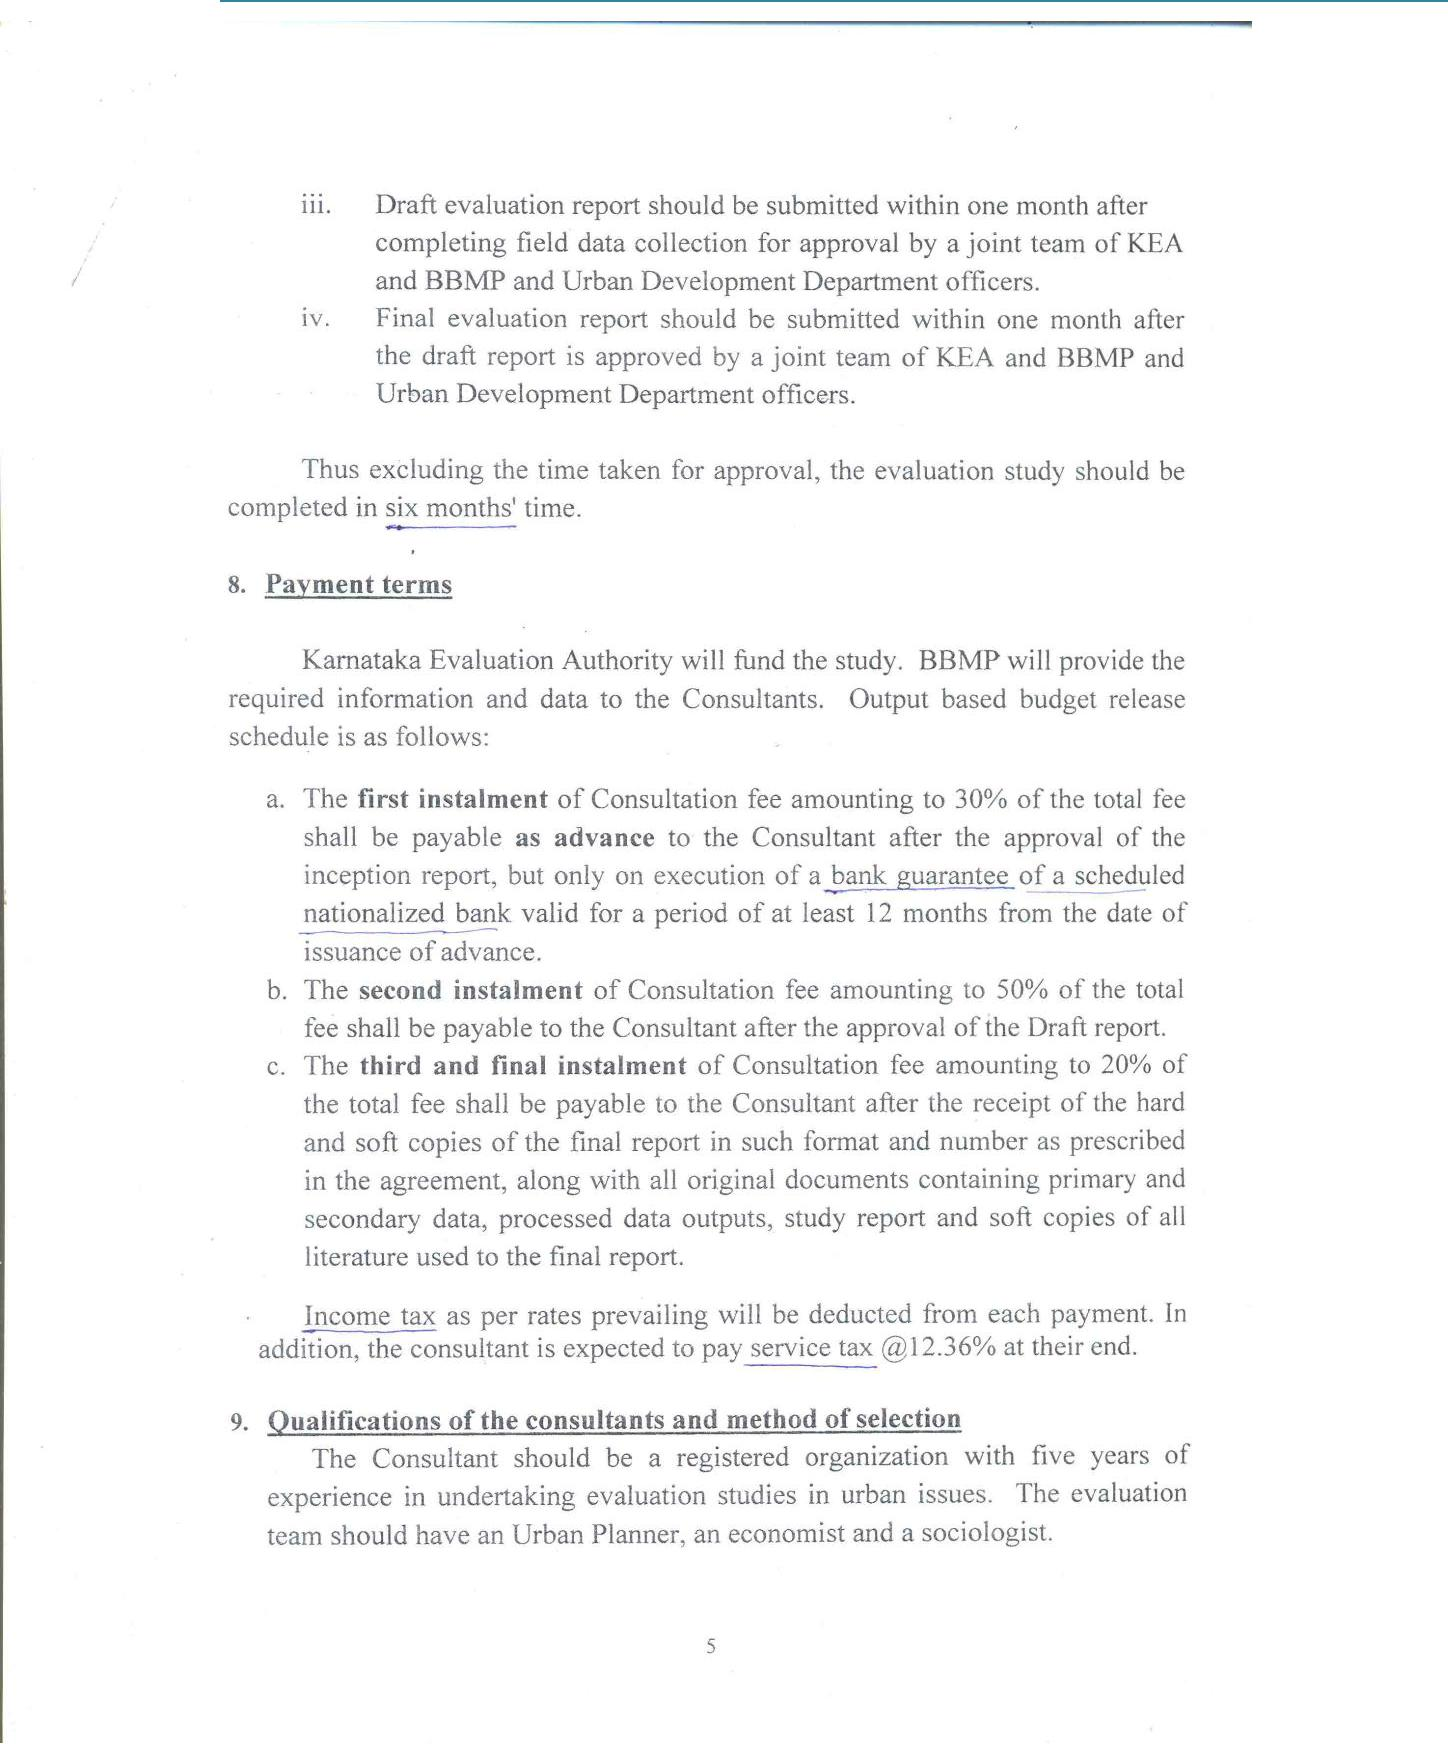 iii. Draft evaluation report should be submitted within one month after
completing field data collection for approval by a joint team of KEA
and BBMP and Urban Development Department officers.
iv. Final evaluation report should be submitted within one month after
the draft report is approved by a joint team of KEA and BBMP and
Urban Development Department officers.
Thus excluding the time taken for approval, the evaluation study should be
completed in six months' time.
8. Payment terms
Karnataka Evaluation Authority will fund the study. BBMP will provide the
required information and data to the Consultants. Output based budget release
schedule is as follows:
a. The first instalment of Consultation fee amounting to 30% of the total fee
shall be payable as advance to the Consultant after the approval of the
inception report, but only on execution of a bank guarantee of a scheduled
nationalized bank valid for a period of at least 12 months from the date of
issuance of advance.
b. The second instalment of Consultation fee amounting to 50% of the total
fee shall be payable to the Consultant after the approval of the Draft report.
c. The third and final instalment of Consultation fee amounting to 20% of
the total fee shall be payable to the Consultant after the receipt of the hard
and soft copies of the final report in such format and number as prescribed
in the agreement, along with all original documents containing primary and
secondary data, processed data outputs, study report and soft copies of all
literature used to the final report.
Income tax as per rates prevailing will be deducted from each payment. In
addition, the consultant is expected to pay service tax @12.36% at their end.
9. Qualifications of the consultants and method of selection
The Consultant should be a registered organization with five years of
experience in undertaking evaluation studies in urban issues. The evaluation
team should have an Urban Planner, an economist and a sociologist.
5